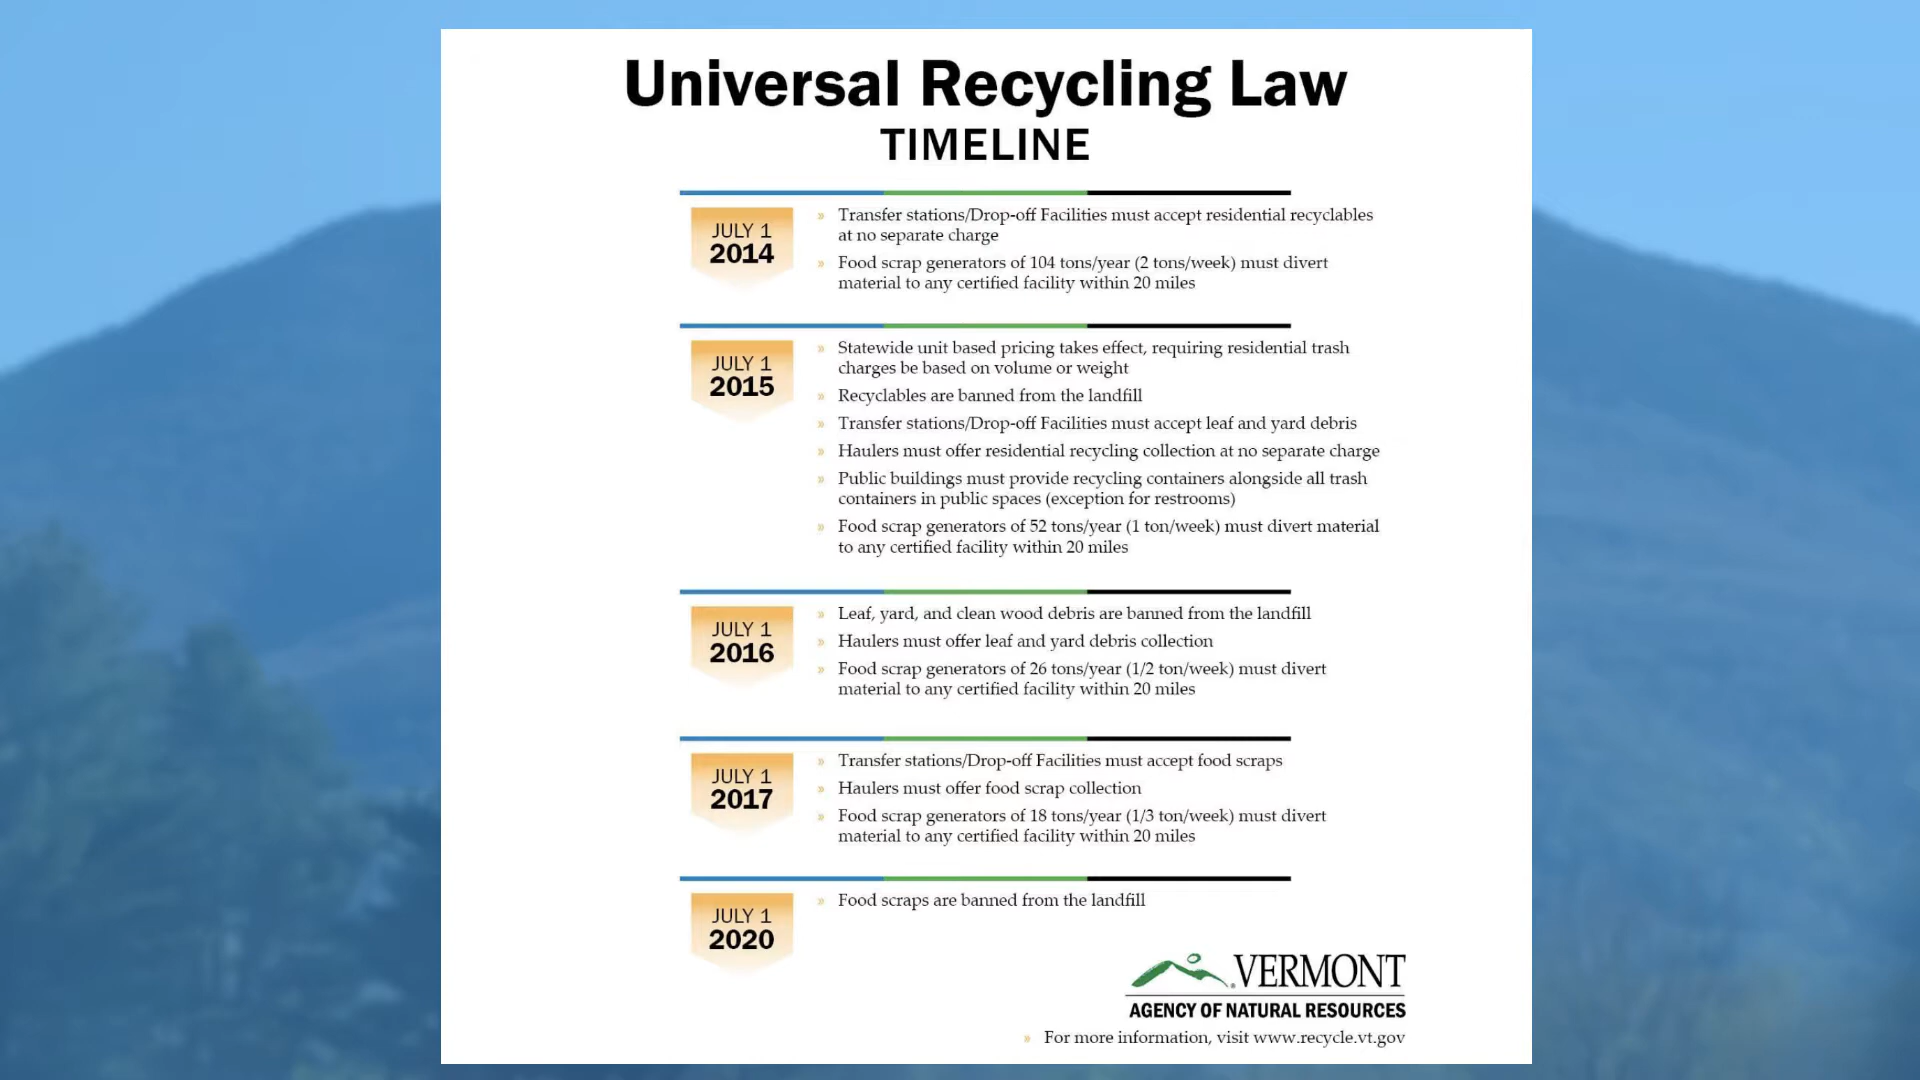 Universal Recycling Law
TIMELINE
JULY 1
2014
» Transfer stations/Drop-off Facilities must accept residential recyclables
at no separate charge
» Food scrap generators of 104 tons/year (2 tons/week) must divert
material to any certified facility within 20 miles
JULY 1
2015
» Statewide unit based pricing takes effect, requiring residential trash
charges be based on volume or weight
» Recyclables are banned from the landfill
» Transfer stations/Drop-off Facilities must accept leaf and yard debris
» Haulers must offer residential recycling collection at no separate charge
» Public buildings must provide recycling containers alongside all trash
containers in public spaces (exception for restrooms)
» Food scrap generators of 52 tons/year (1 ton/week) must divert material
to any certified facility within 20 miles
JULY 1
2016
» Leaf, yard, and clean wood debris are banned from the landfill
» Haulers must offer leaf and yard debris collection
» Food scrap generators of 26 tons/year (1/2 ton/week) must divert
material to any certified facility within 20 miles
JULY 1
2017
» Transfer stations/Drop-off Facilities must accept food scraps
» Haulers must offer food scrap collection
» Food scrap generators of 18 tons/year (1/3 ton/week) must divert
material to any certified facility within 20 miles
JULY 1
2020
» Food scraps are banned from the landfill
VERMONT
AGENCY OF NATURAL RESOURCES
» For more information, visit www.recycle.vt.gov